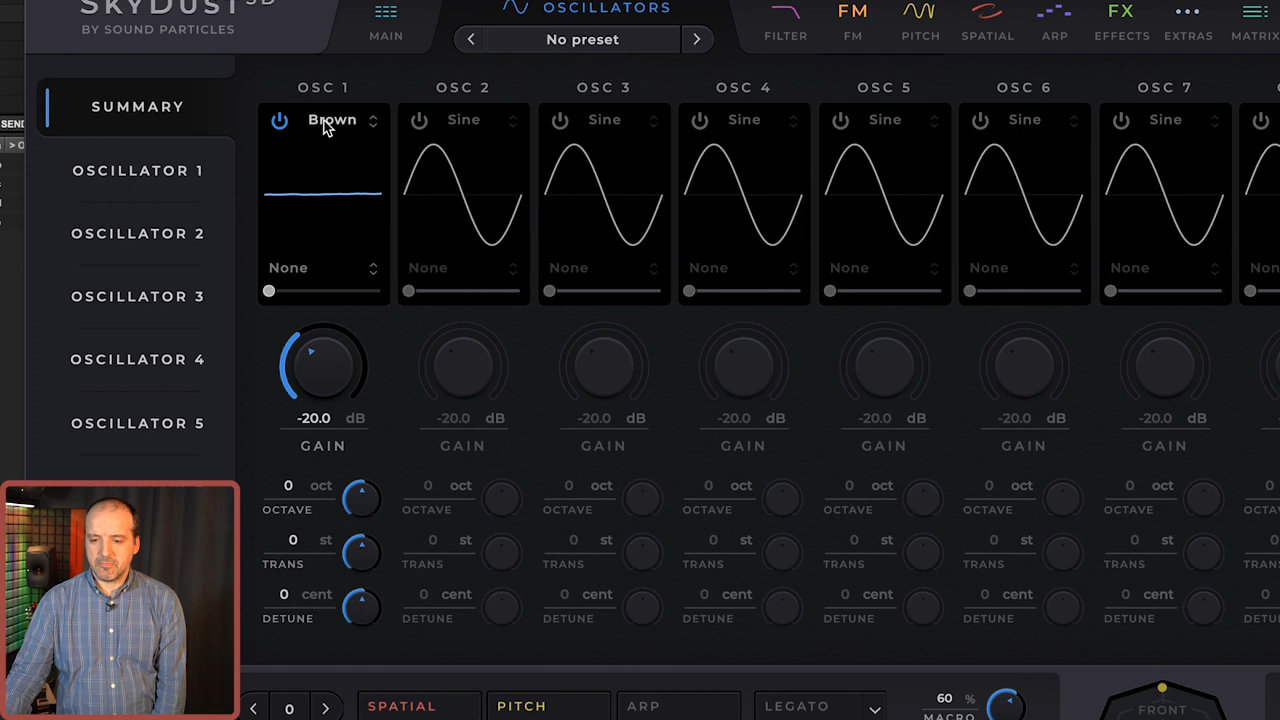 SKYDUST 3D
BY SOUND PARTICLES
MAIN
OSCILLATORS
No preset
FILTER
FM
FM
PITCH
SPATIAL
ARP
FX
EFFECTS
EXTRAS
MATRIX
SEND
SUMMARY
OSCILLATOR 1
OSCILLATOR 2
OSCILLATOR 3
OSCILLATOR 4
OSCILLATOR 5
OSC 1 OSC 2 OSC 3 OSC 4 OSC 5 OSC 6 OSC 7
Brown Sine Sine Sine Sine Sine Sine
None None None None None None None
-20.0 dB -20.0 dB -20.0 dB -20.0 dB -20.0 dB -20.0 dB -20.0 dB
GAIN GAIN GAIN GAIN GAIN GAIN GAIN
0 oct 0 oct 0 oct 0 oct 0 oct 0 oct 0 oct
OCTAVE OCTAVE OCTAVE OCTAVE OCTAVE OCTAVE OCTAVE
0 st 0 st 0 st 0 st 0 st 0 st 0 st
TRANS TRANS TRANS TRANS TRANS TRANS TRANS
0 cent 0 cent 0 cent 0 cent 0 cent 0 cent 0 cent
DETUNE DETUNE DETUNE DETUNE DETUNE DETUNE DETUNE
0 SPATIAL PITCH ARP LEGATO 60 %
MACRO
FRONT